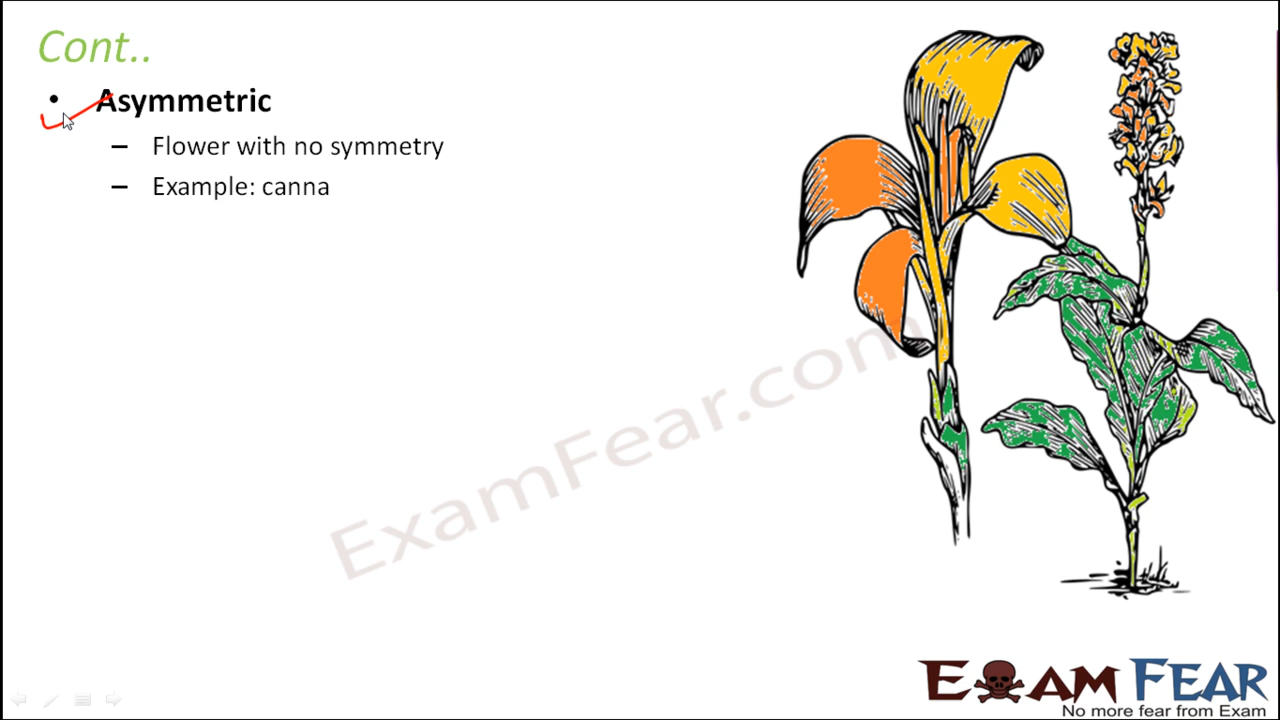 Cont..
• Asymmetric
– Flower with no symmetry
– Example: canna
ExamFear.com
EXAM FEAR
No more fear from Exam